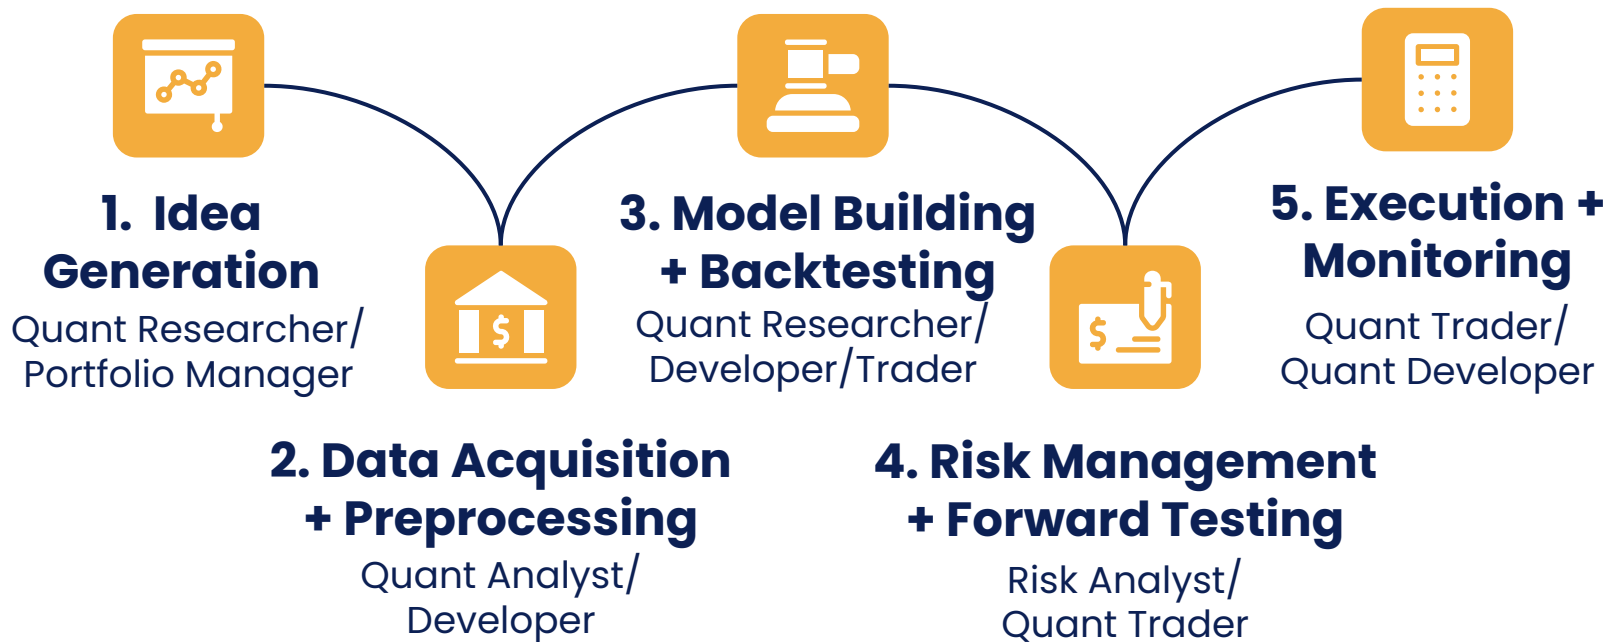 1. Idea
Generation
Quant Researcher/
Portfolio Manager
$
2. Data Acquisition
+ Preprocessing
Quant Analyst/
Developer
3. Model Building
+ Backtesting
Quant Researcher/
Developer/Trader
$
4. Risk Management
+ Forward Testing
Risk Analyst/
Quant Trader
5. Execution +
Monitoring
Quant Trader/
Quant Developer